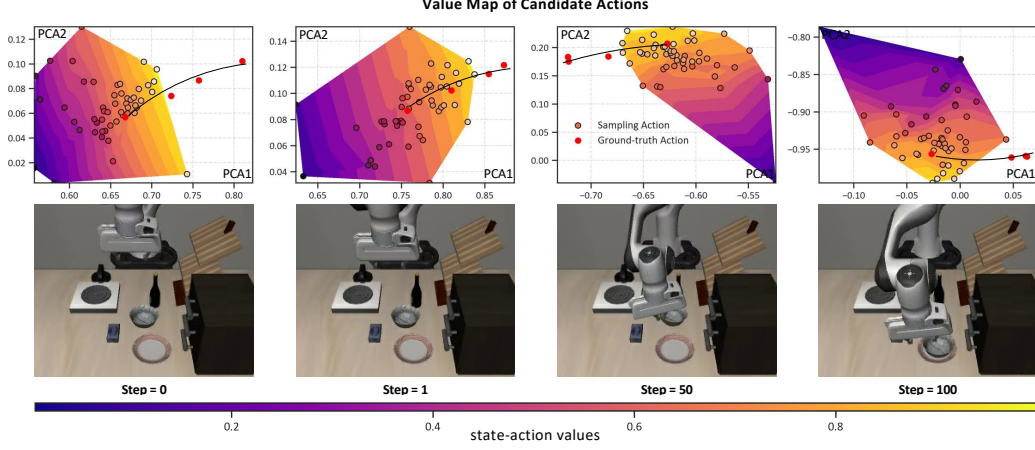 Value Map of Candidate Actions
PCA2
0.12
0.10
0.08
0.06
0.04
0.02
PCA1
0.60 0.65 0.70 0.75 0.80
PCA2
0.14
0.12
0.10
0.08
0.06
0.04
PCA1
0.65 0.70 0.75 0.80 0.85
PCA2
0.20
0.15
0.10
0.05
0.00
Sampling Action
Ground-truth Action
PCA1
-0.70 -0.65 -0.60 -0.55
PCA2
-0.80
-0.85
-0.90
-0.95
PCA1
-0.10 -0.05 0.00 0.05
Step = 0
Step = 1
Step = 50
Step = 100
0.2 0.4 0.6 0.8
state-action values